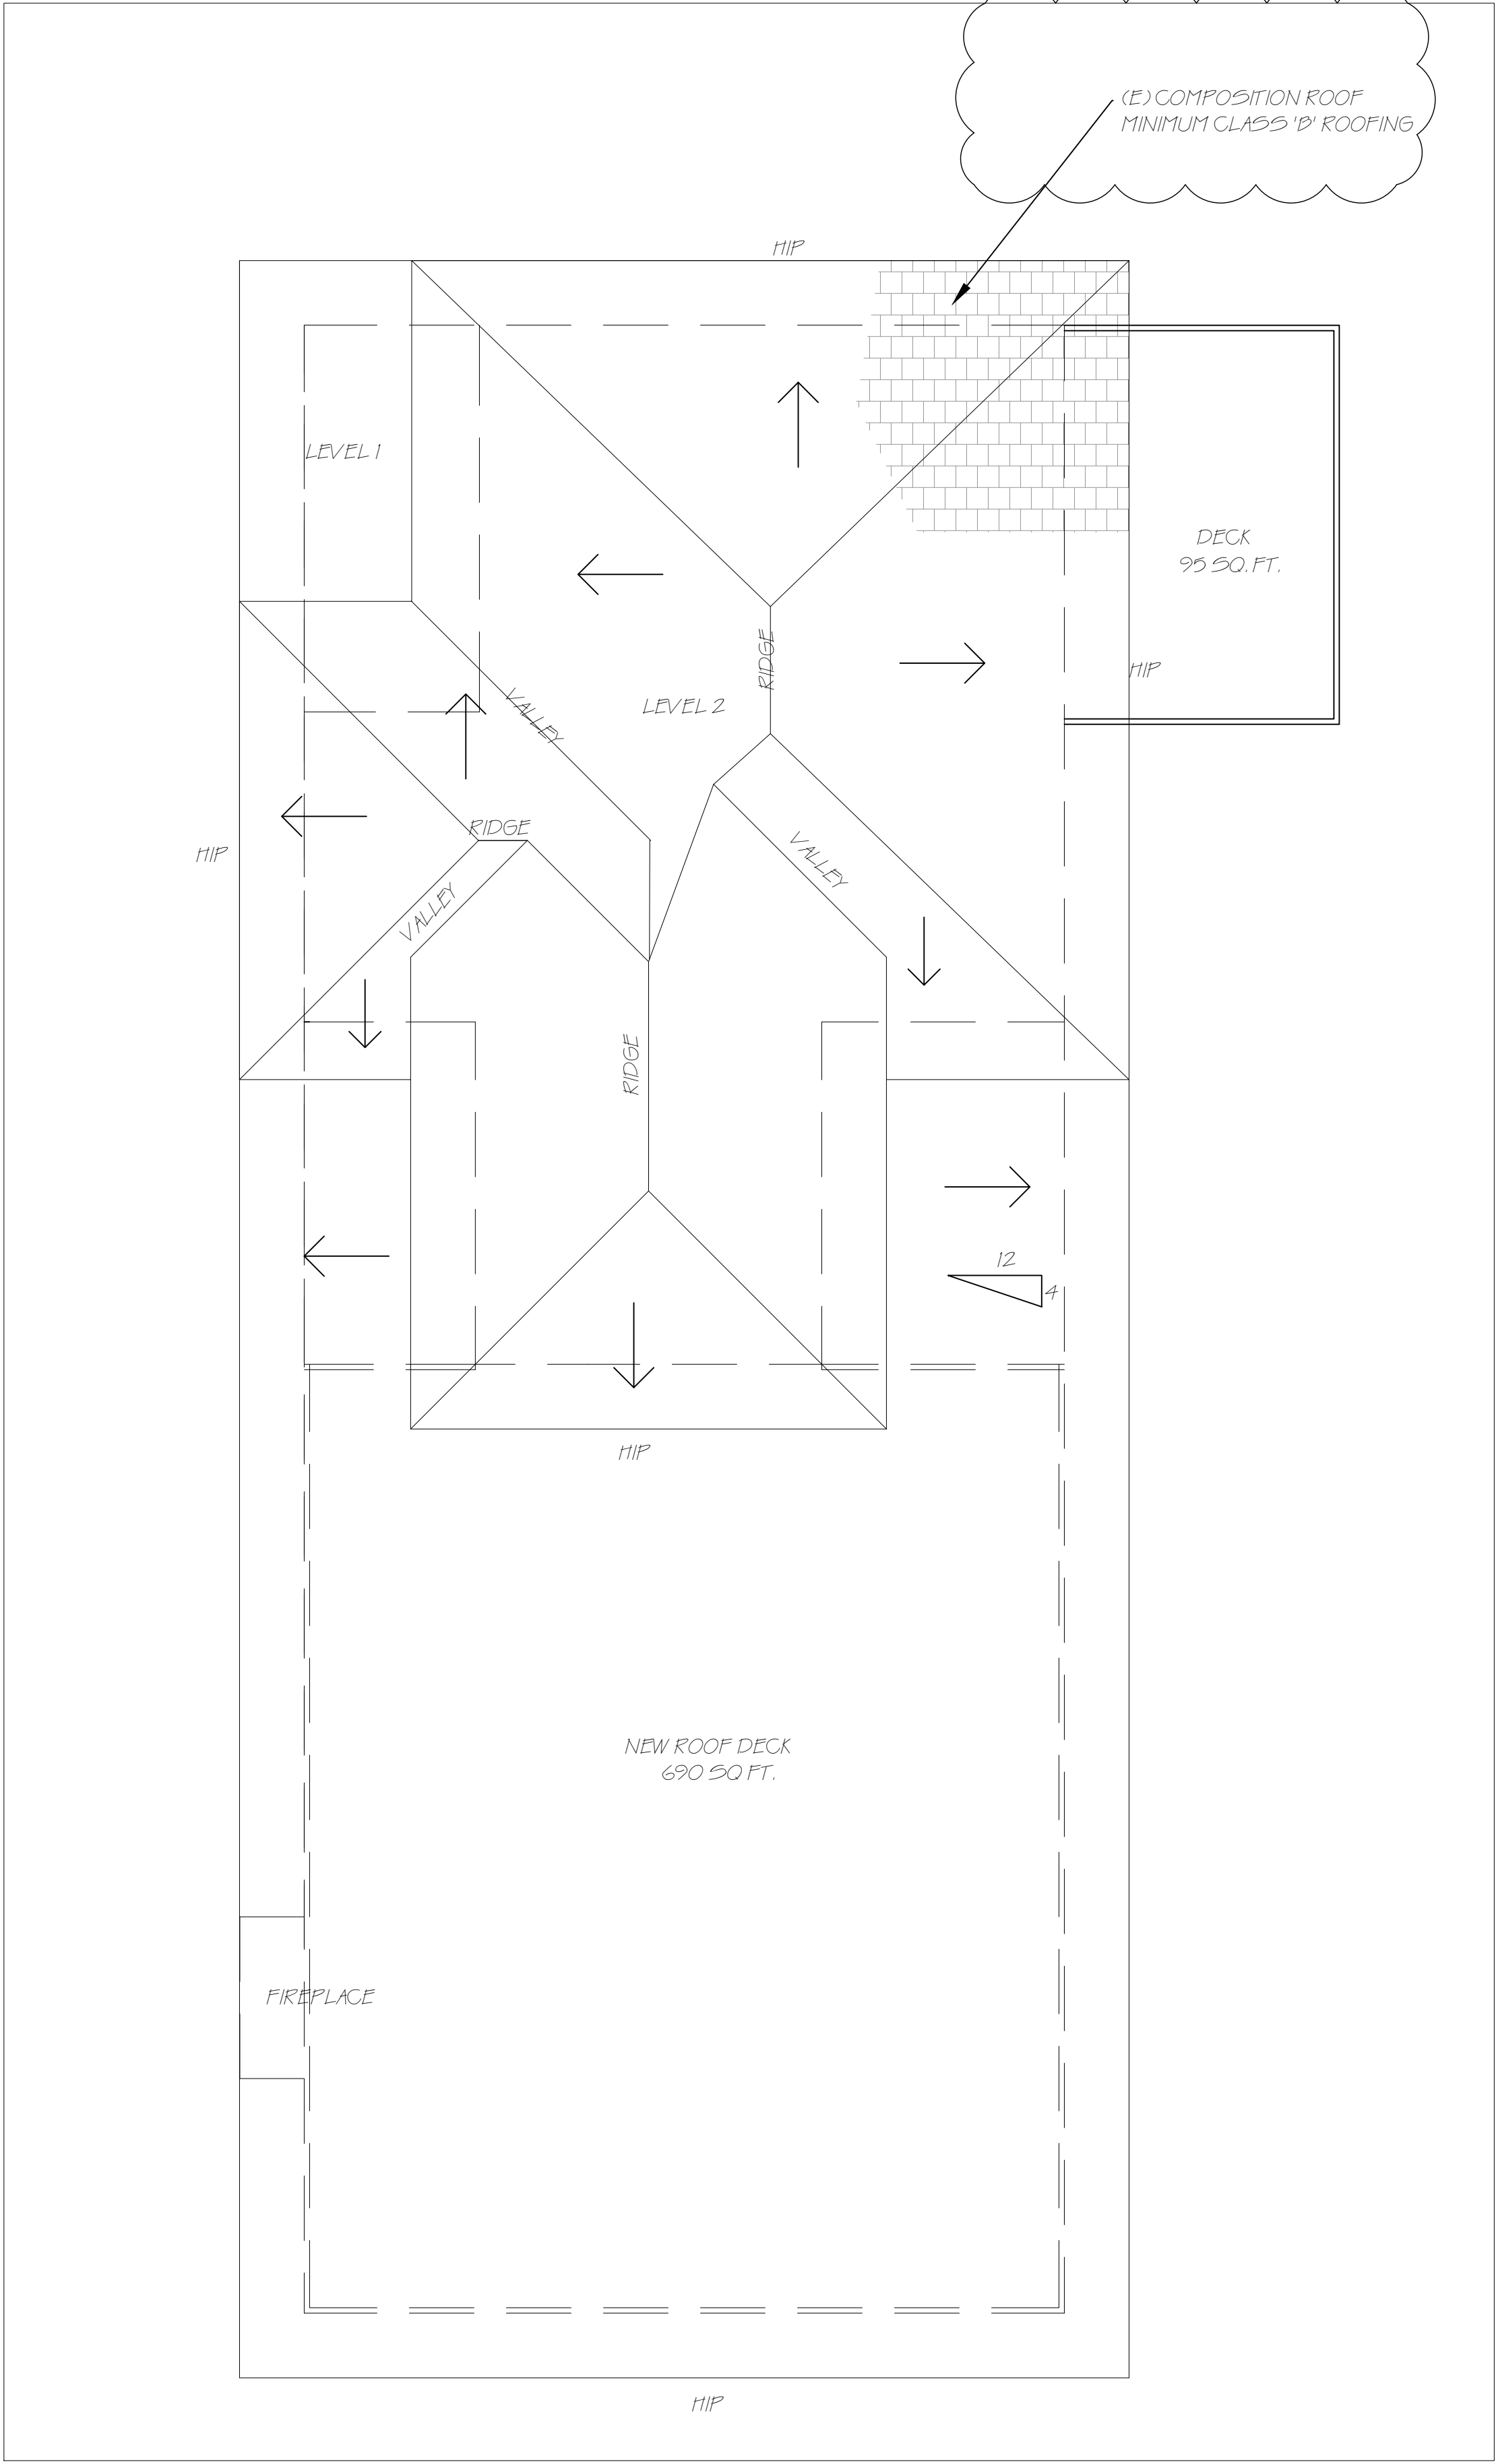 (E) COMPOSITION ROOF
MINIMUM CLASS 'B' ROOFING
HIP
LEVEL 1
DECK
95 SQ. FT.
RIDGE
HIP
LEVEL 2
VALLEY
RIDGE
VALLEY
HIP
VALLEY
RIDGE
12
4
HIP
NEW ROOF DECK
690 SQ FT.
FIREPLACE
HIP